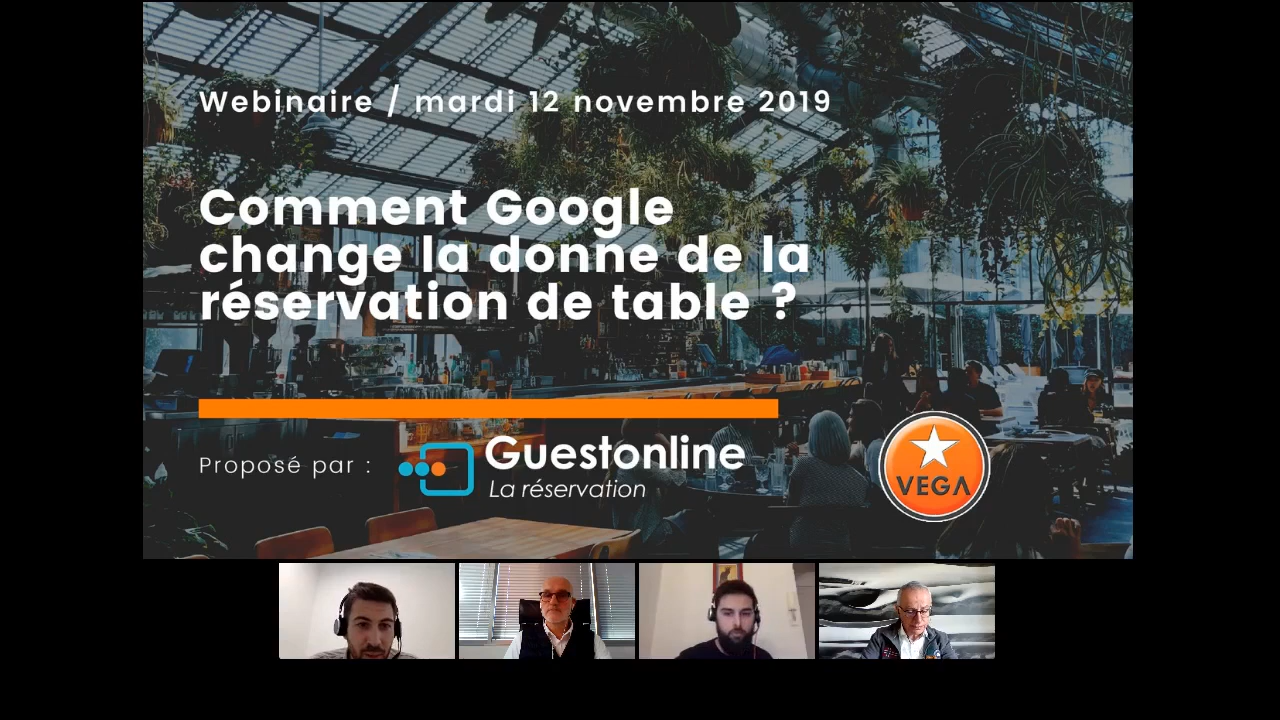 Webinaire / mardi 12 novembre 2019
Comment Google
change la donne de la
réservation de table ?
Proposé par :
Guestonline
La réservation
VEGA